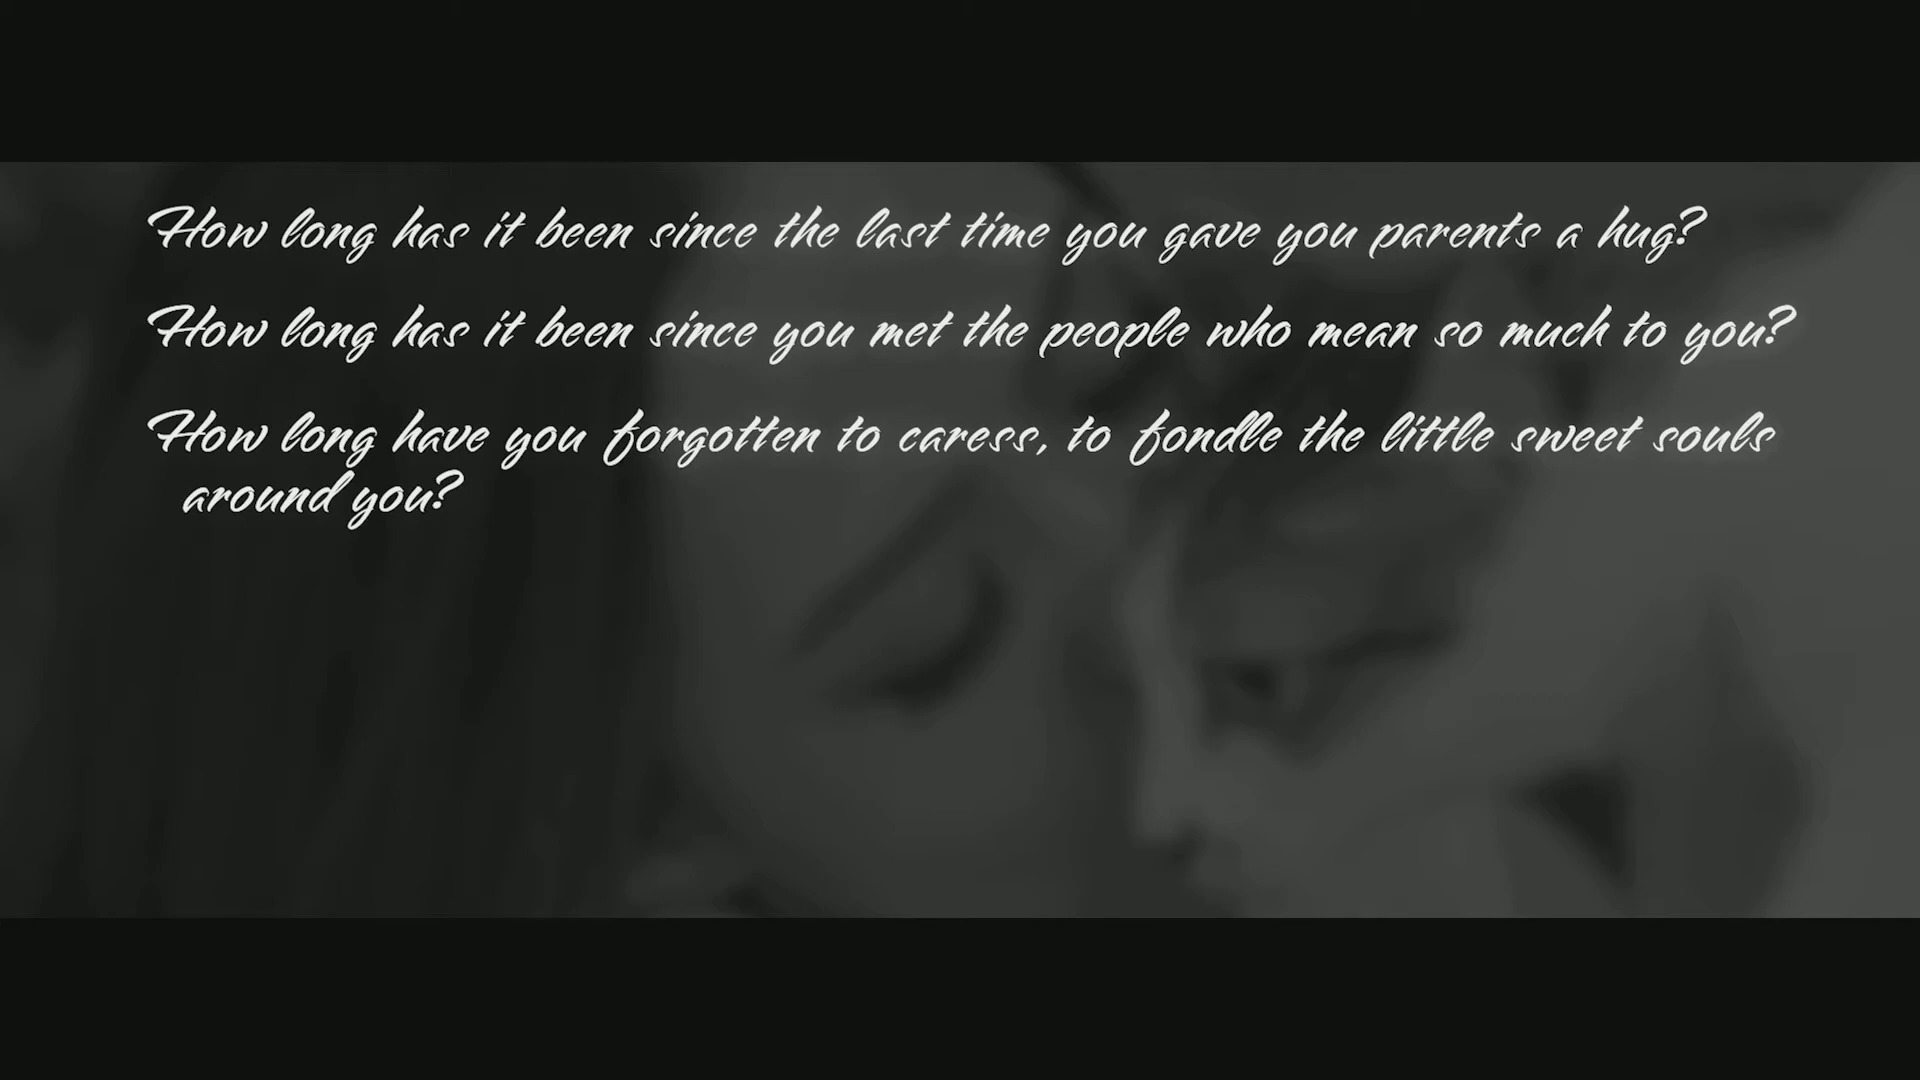 How long has it been since the last time you gave you parents a hug?
How long has it been since you met the people who mean so much to you?
How long have you forgotten to caress, to fondle the little sweet souls
around you?